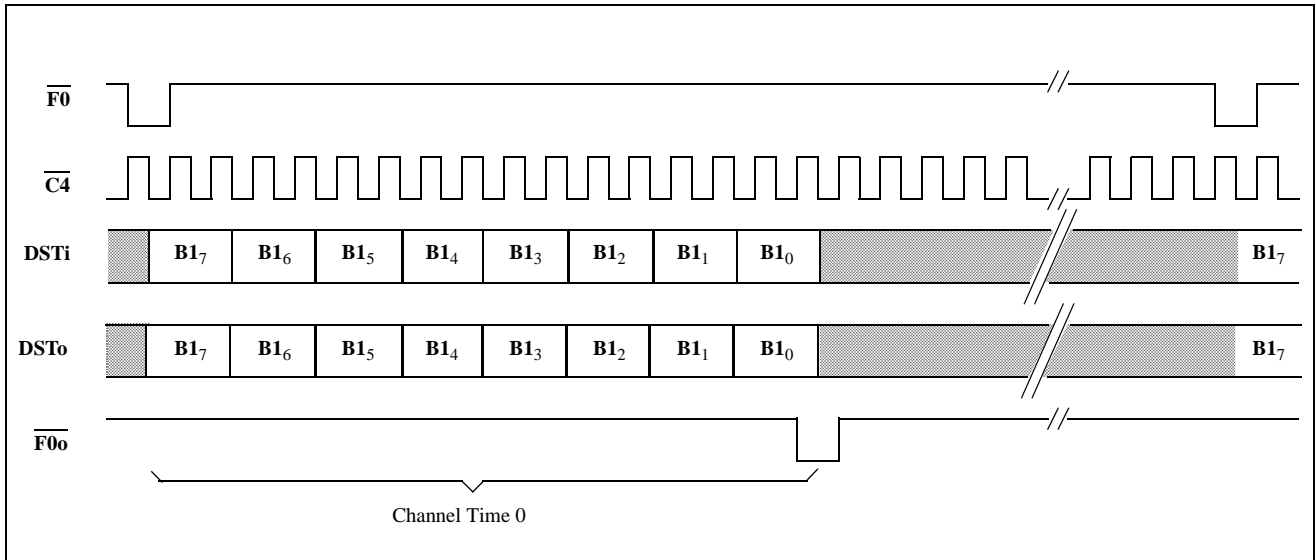 F0
C4
DSTi B1₇ B1₆ B1₅ B1₄ B1₃ B1₂ B1₁ B1₀ B1₇
DSTo B1₇ B1₆ B1₅ B1₄ B1₃ B1₂ B1₁ B1₀ B1₇
F0o
Channel Time 0